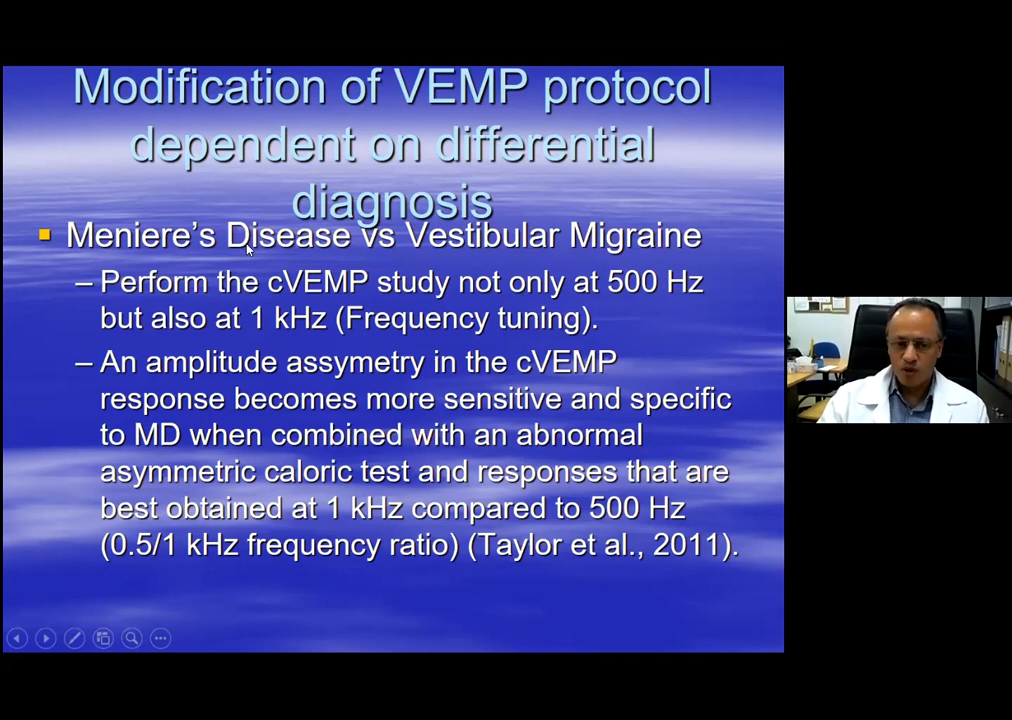 Modification of VEMP protocol
dependent on differential
diagnosis
Meniere's Disease vs Vestibular Migraine
– Perform the cVEMP study not only at 500 Hz
but also at 1 kHz (Frequency tuning).
– An amplitude assymetry in the cVEMP
response becomes more sensitive and specific
to MD when combined with an abnormal
asymmetric caloric test and responses that are
best obtained at 1 kHz compared to 500 Hz
(0.5/1 kHz frequency ratio) (Taylor et al., 2011).